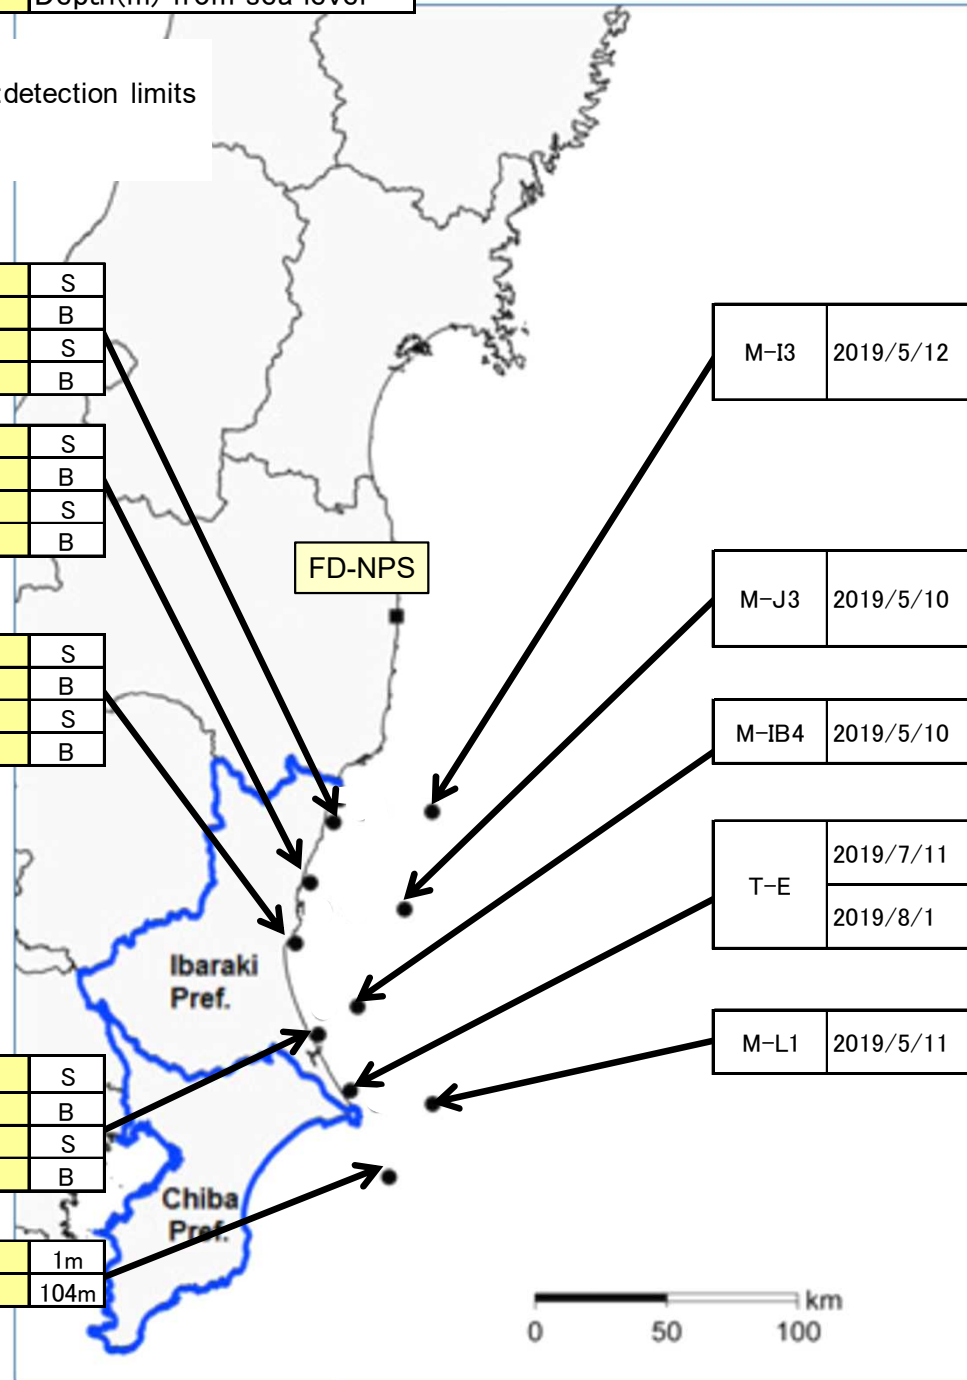 Depth(m) from sea level
detection limits
S
B
S
B
S
B
S
B
S
B
S
B
S
B
S
B
1m
104m
FD-NPS
M-I3 2019/5/12
M-J3 2019/5/10
M-IB4 2019/5/10
T-E 2019/7/11
2019/8/1
M-L1 2019/5/11
Ibaraki
Pref.
Chiba
Pref.
km
0 50 100